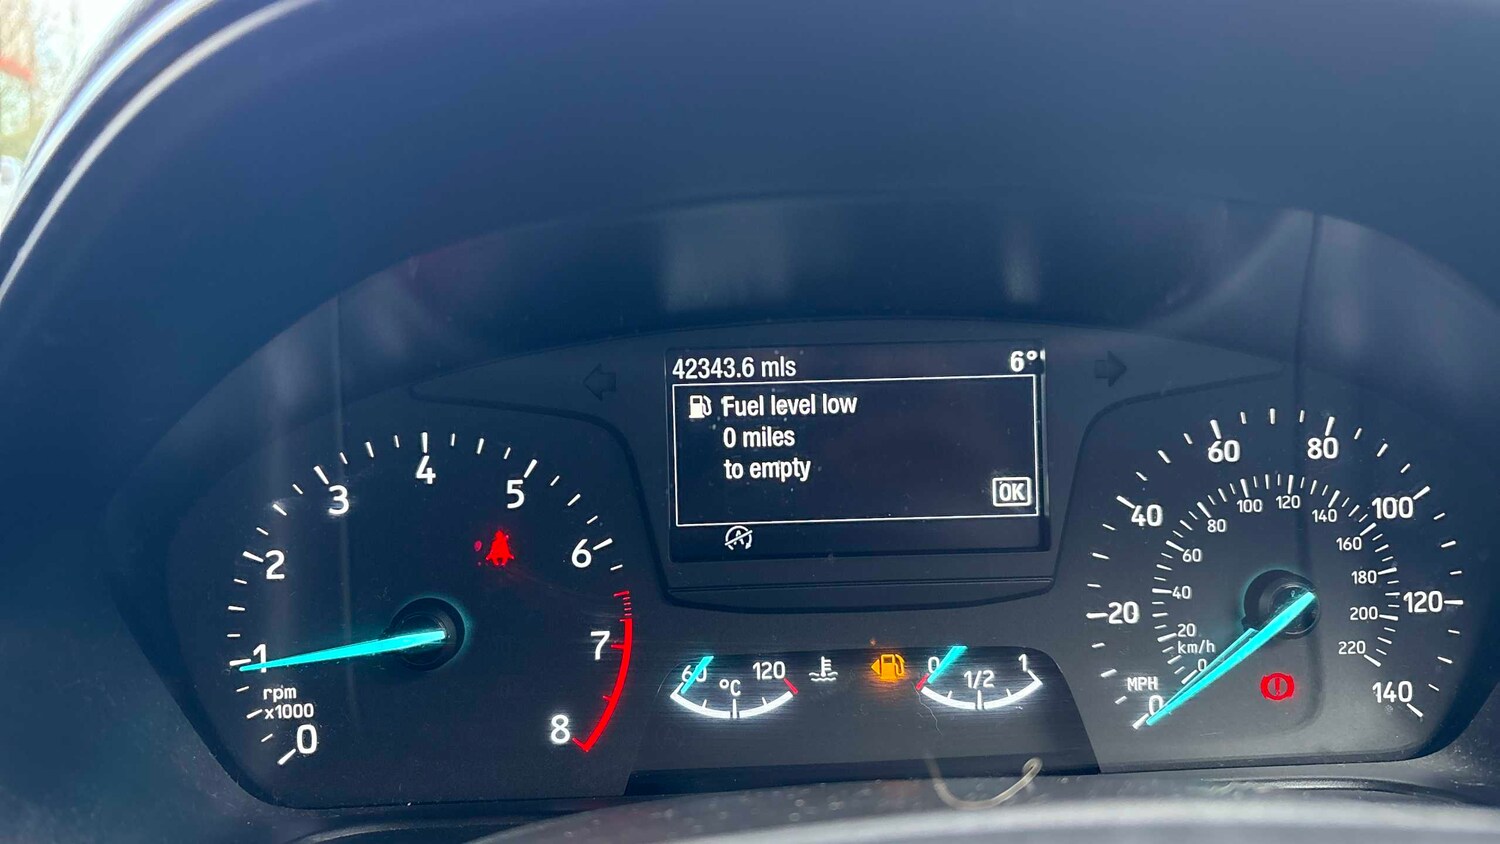 42343.6 mls 6°
Fuel level low
0 miles
to empty
OK
0 1 2 3 4 5 6 7 8
rpm
x1000
60 120
°C
0 1/2 1
0 20 40 60 80 100 120 140
MPH
0 20 40 60 80 100 120 140 160 180 200 220
km/h